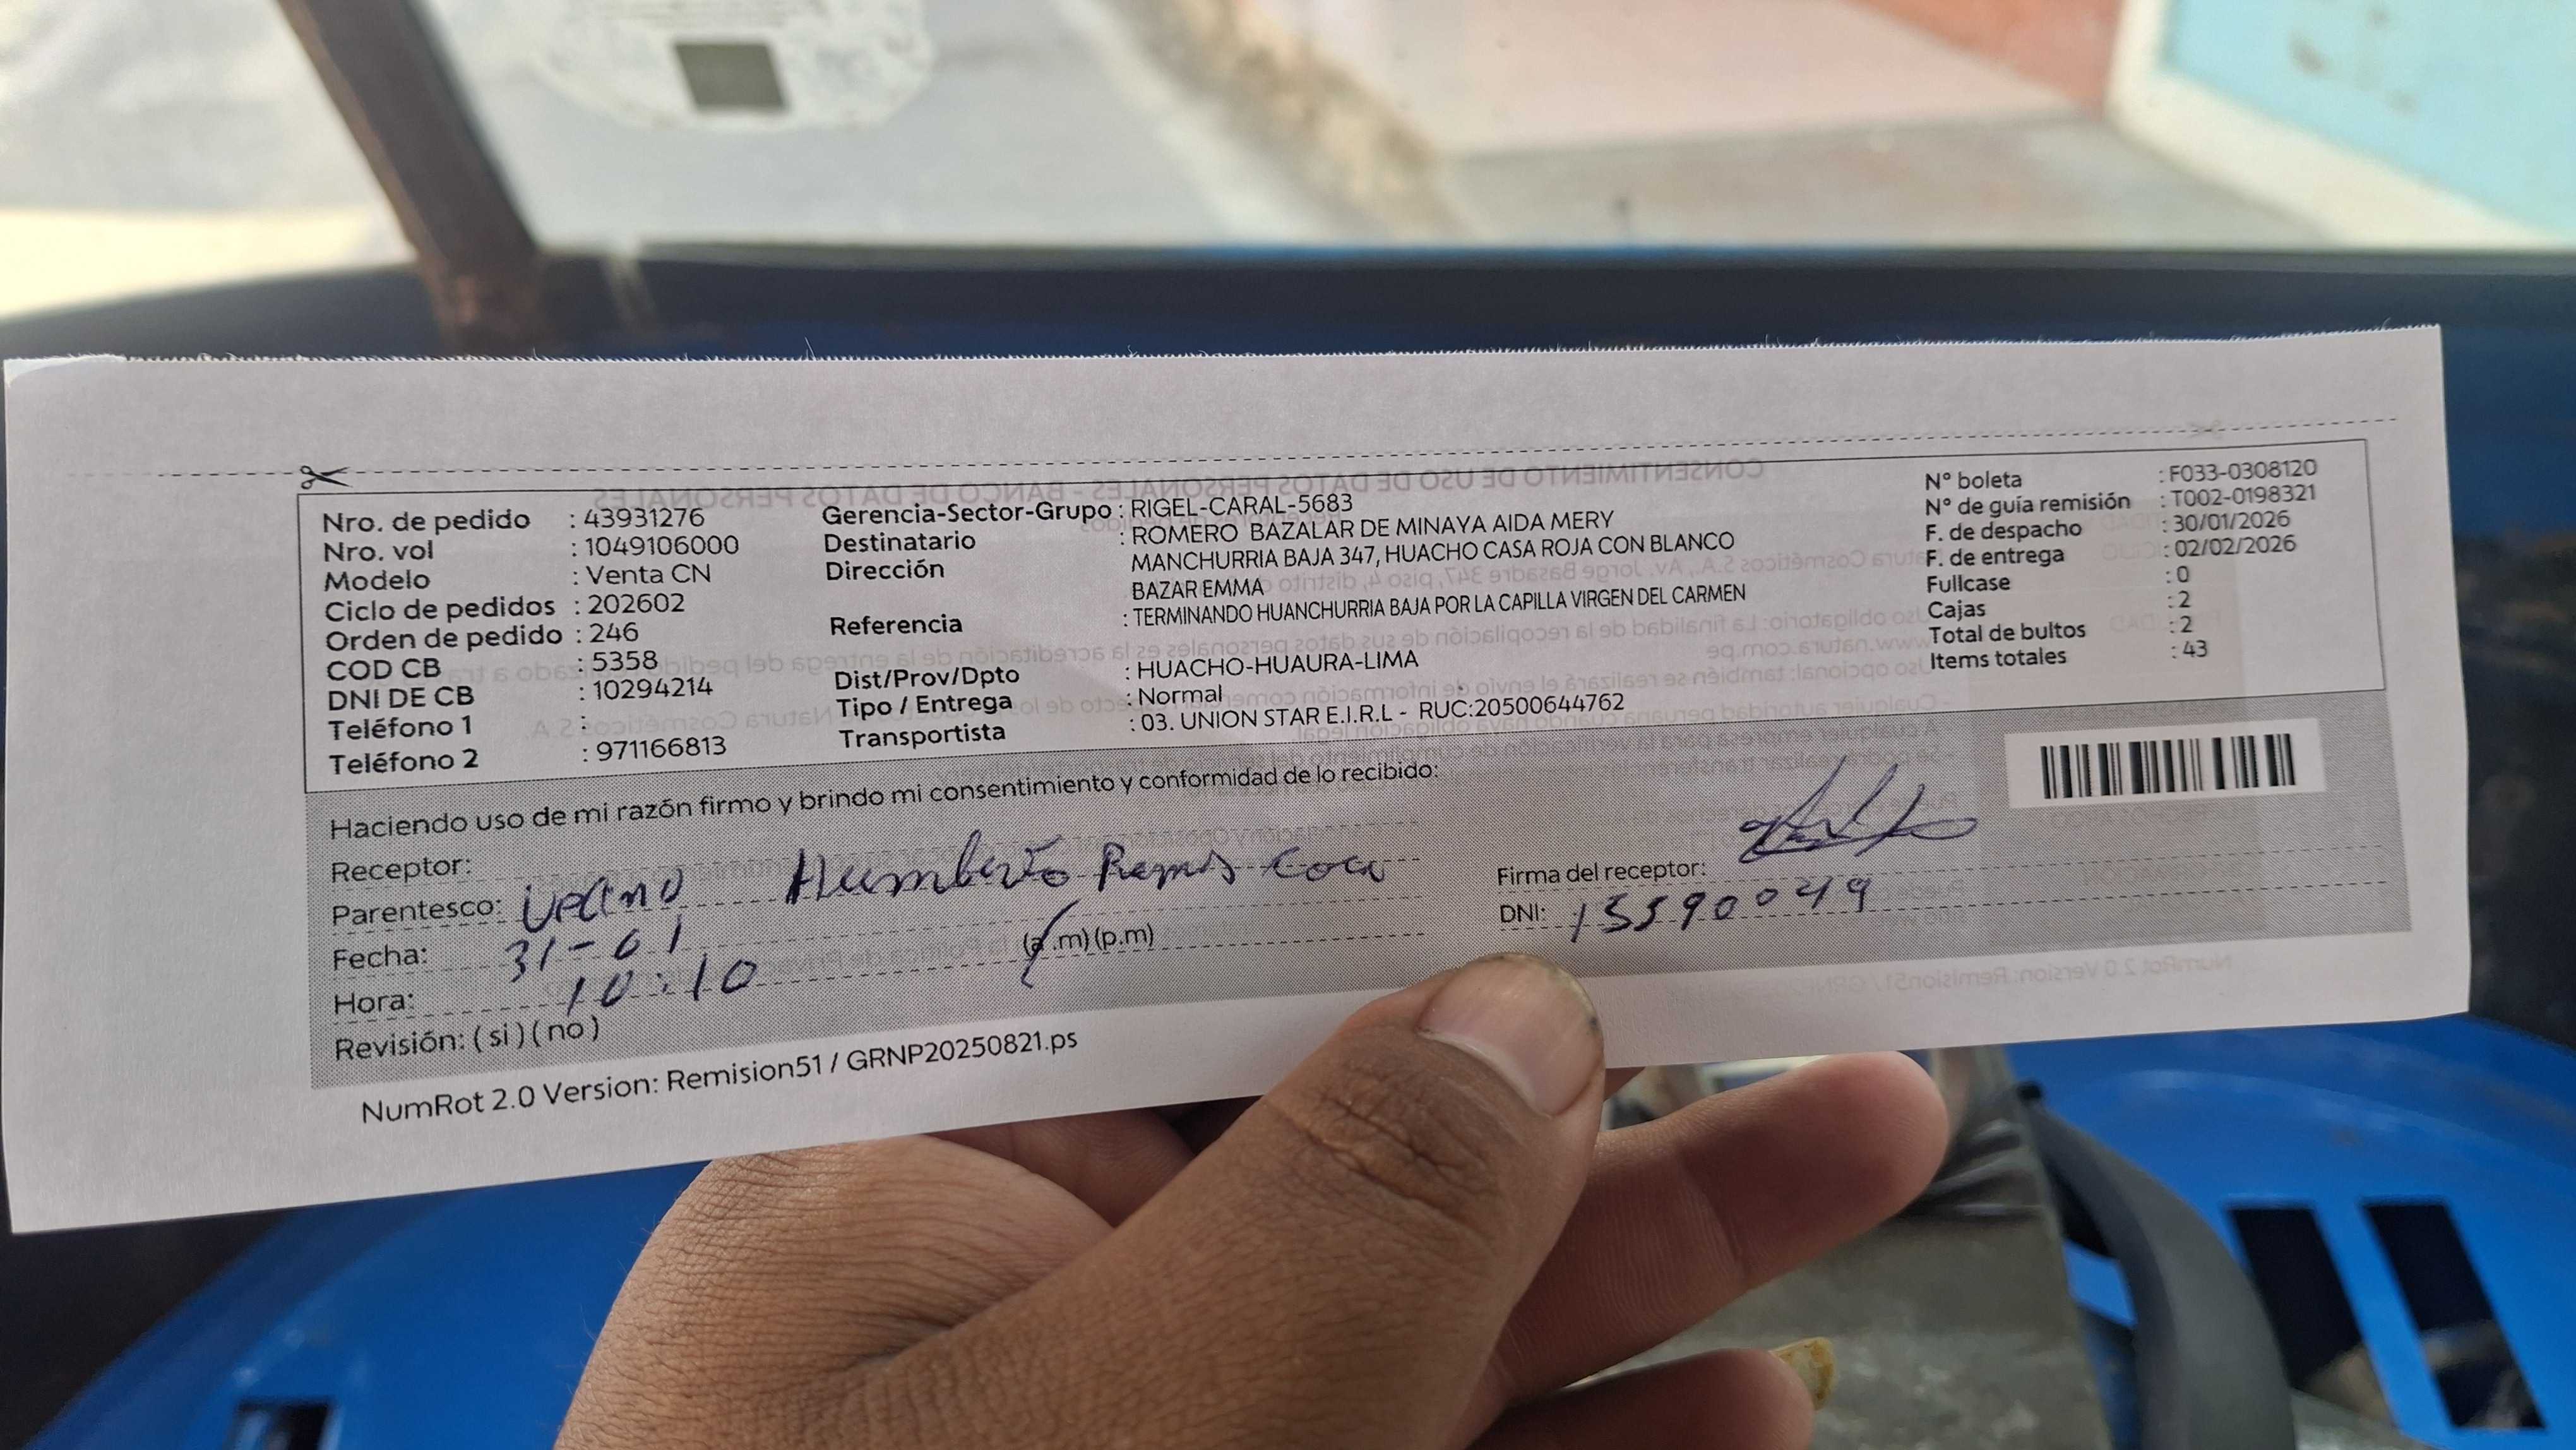 Nro. de pedido : 43931276
Nro. vol : 1049106000
Modelo : Venta CN
Ciclo de pedidos : 202602
Orden de pedido : 246
COD CB : 5358
DNI DE CB : 10294214
Teléfono 1 :
Teléfono 2 : 971166813
Gerencia-Sector-Grupo : RIGEL-CARAL-5683
Destinatario : ROMERO BAZALAR DE MINAYA AIDA MERY
Dirección MANCHURRIA BAJA 347, HUACHO CASA ROJA CON BLANCO
BAZAR EMMA
Referencia : TERMINANDO HUANCHURRIA BAJA POR LA CAPILLA VIRGEN DEL CARMEN
Dist/Prov/Dpto : HUACHO-HUAURA-LIMA
Tipo / Entrega : Normal
Transportista : 03. UNION STAR E.I.R.L - RUC:20500644762
N° boleta : F033-0308120
N° de guía remisión : T002-0198321
F. de despacho : 30/01/2026
F. de entrega : 02/02/2026
Fullcase : 0
Cajas : 2
Total de bultos : 2
Items totales : 43
Haciendo uso de mi razón firmo y brindo mi consentimiento y conformidad de lo recibido:
Receptor: Humberto
Parentesco: Vecino
Fecha: 31-01
Hora: 10:10 (a.m)(p.m)
Revisión: (si)(no)
Firma del receptor:
DNI: 15590049
NumRot 2.0 Version: Remision51 / GRNP20250821.ps